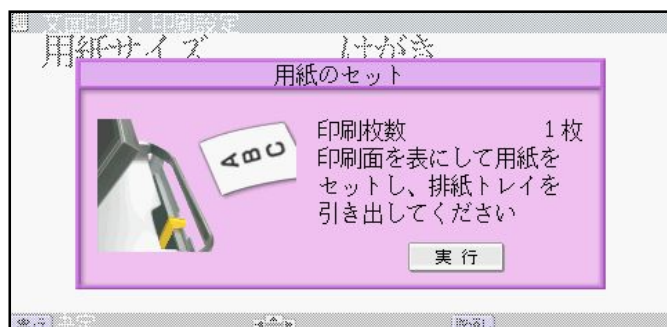 文面印刷：印刷設定
用紙サイズ はがき
用紙のセット
ABC
印刷枚数 1枚
印刷面を表にして用紙を
セットし、排紙トレイを
引き出してください
実行